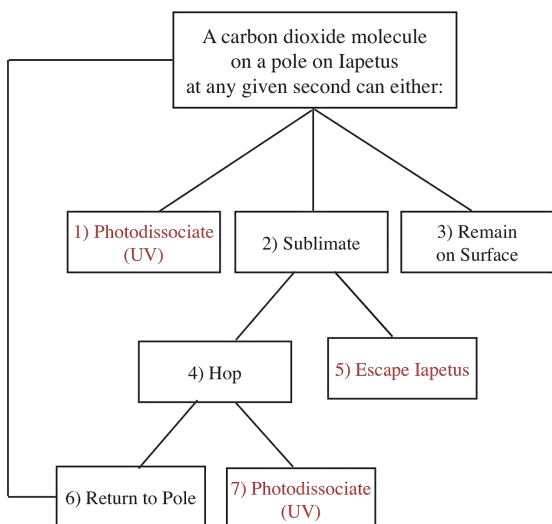 A carbon dioxide molecule
on a pole on Iapetus
at any given second can either:
1) Photodissociate
(UV)
2) Sublimate
3) Remain
on Surface
4) Hop
5) Escape Iapetus
6) Return to Pole
7) Photodissociate
(UV)